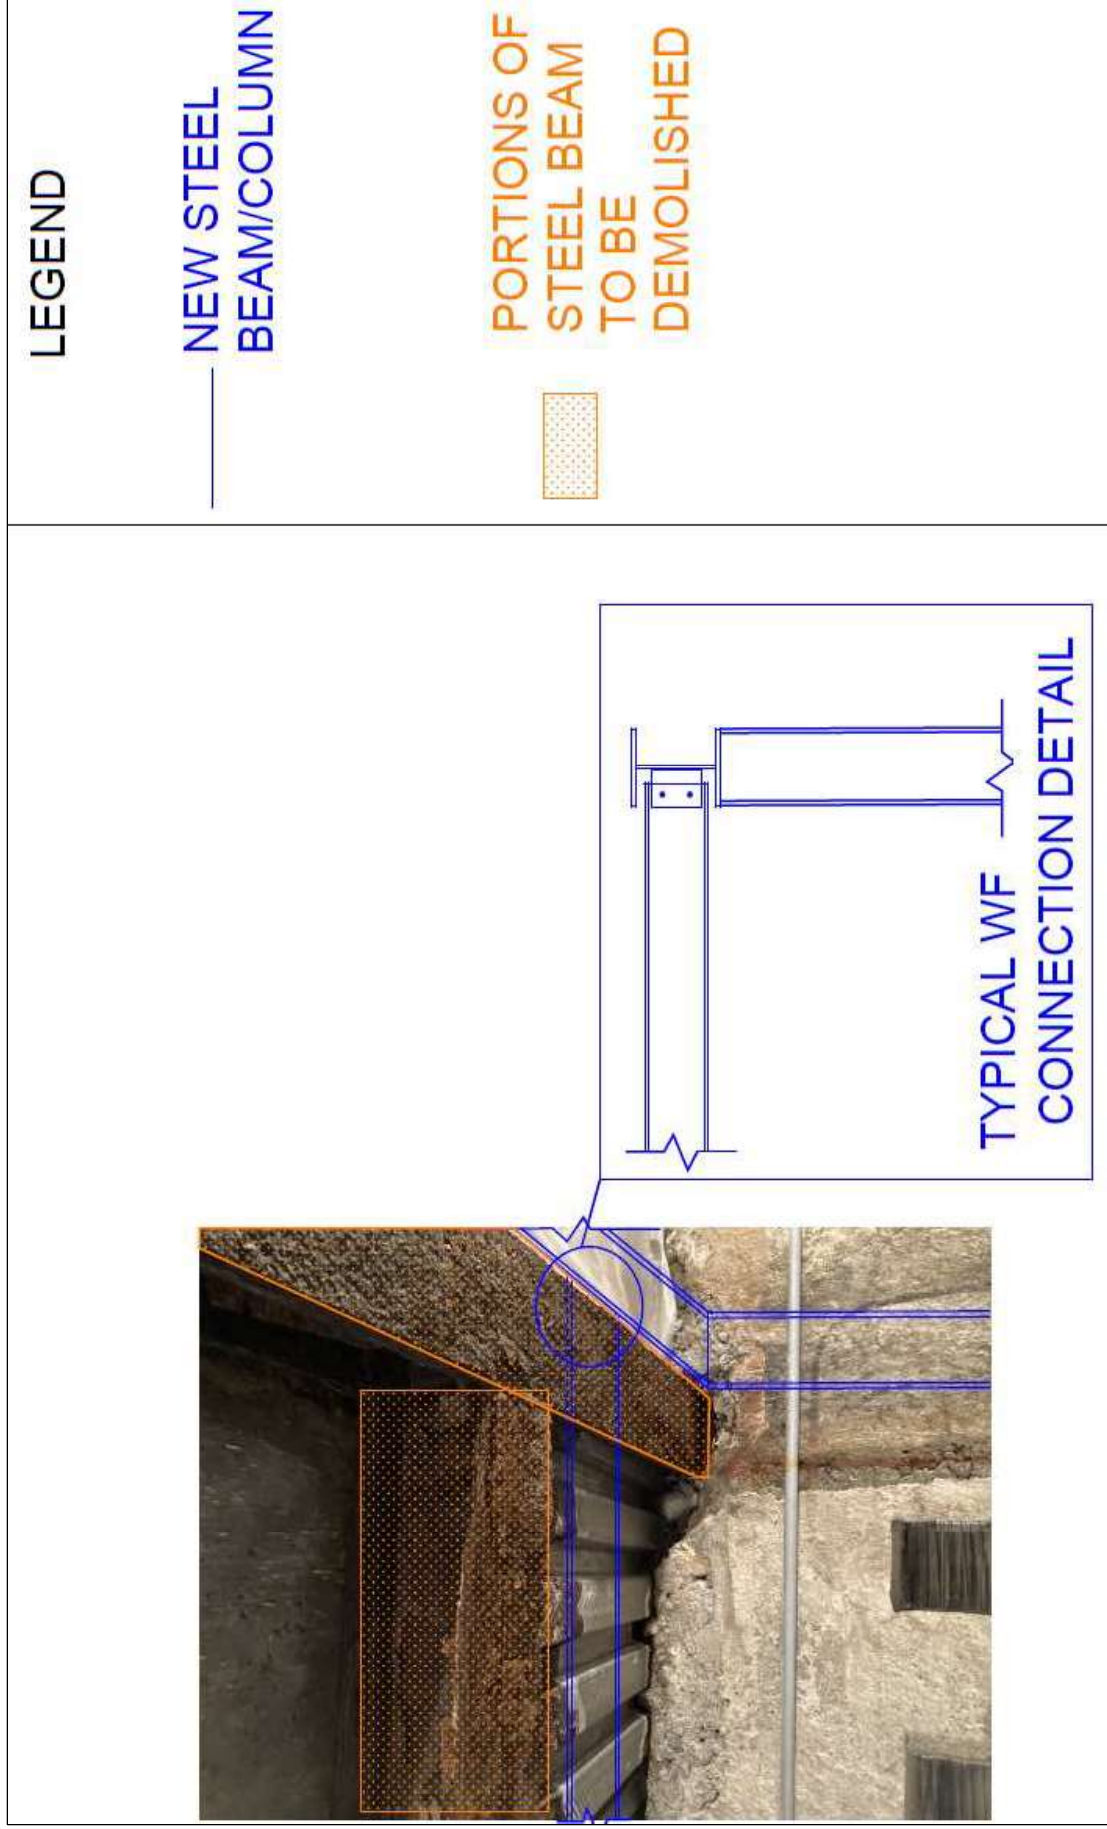 LEGEND
NEW STEEL
BEAM/COLUMN
PORTIONS OF
STEEL BEAM
TO BE
DEMOLISHED
TYPICAL WF
CONNECTION DETAIL